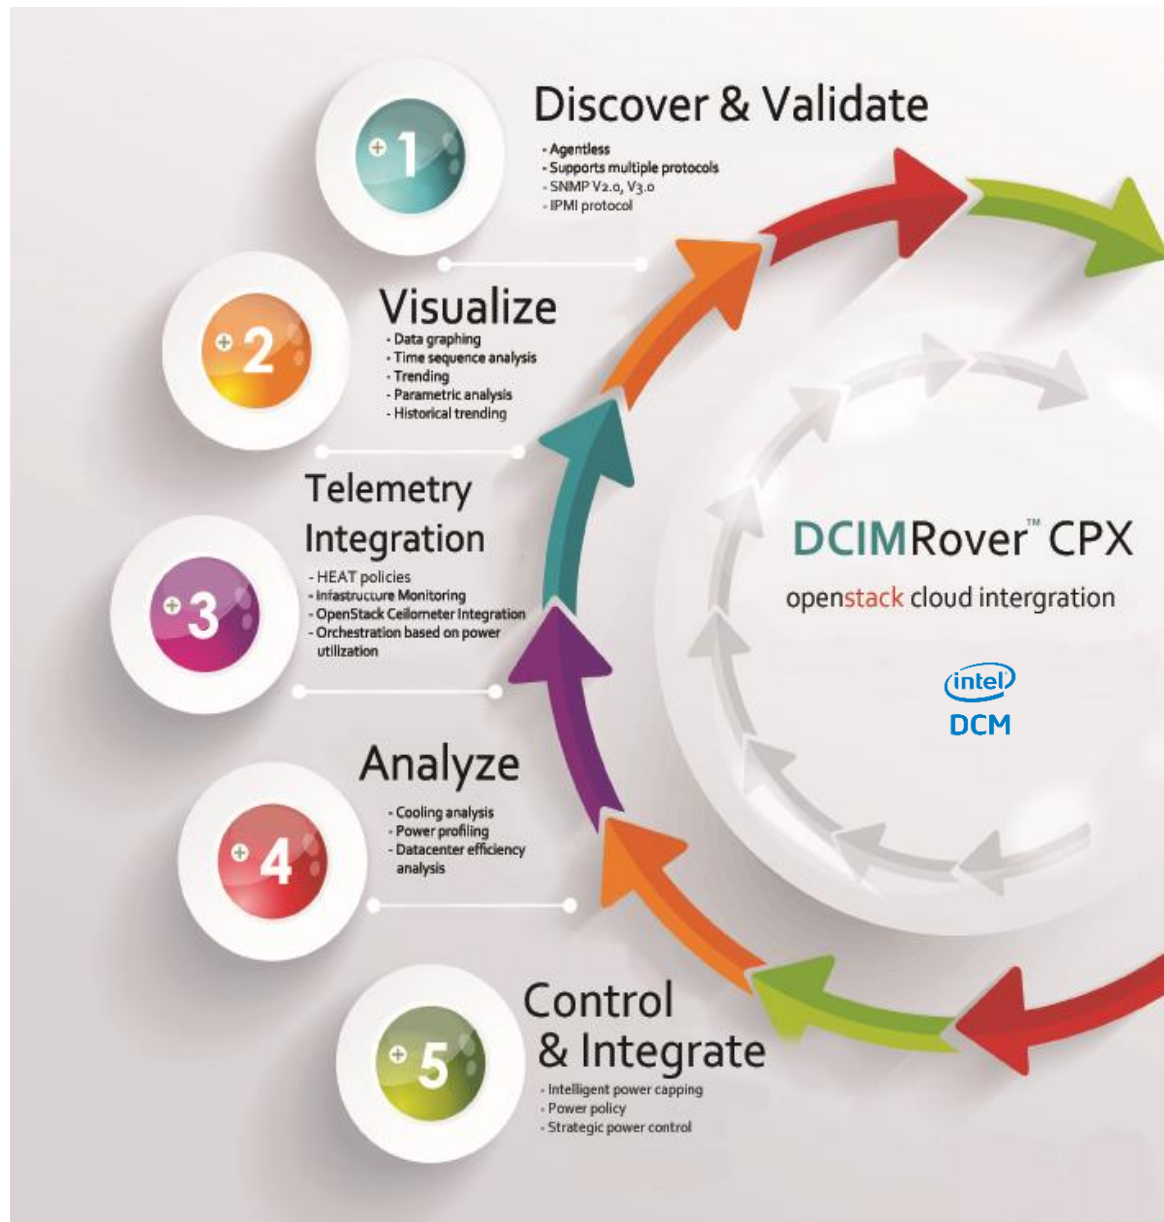 1
Discover & Validate
- Agentless
- Supports multiple protocols
- SNMP V2.0, V3.0
- IPMI protocol
2
Visualize
- Data graphing
- Time sequence analysis
- Trending
- Parametric analysis
- Historical trending
3
Telemetry
Integration
- HEAT policies
- Infastructure Monitoring
- OpenStack Ceilometer Integration
- Orchestration based on power
utilization
4
Analyze
- Cooling analysis
- Power profiling
- Datacenter efficiency
analysis
5
Control
& Integrate
- Intelligent power capping
- Power policy
- Strategic power control
DCIMRover™ CPX
openstack cloud intergration
intel
DCM